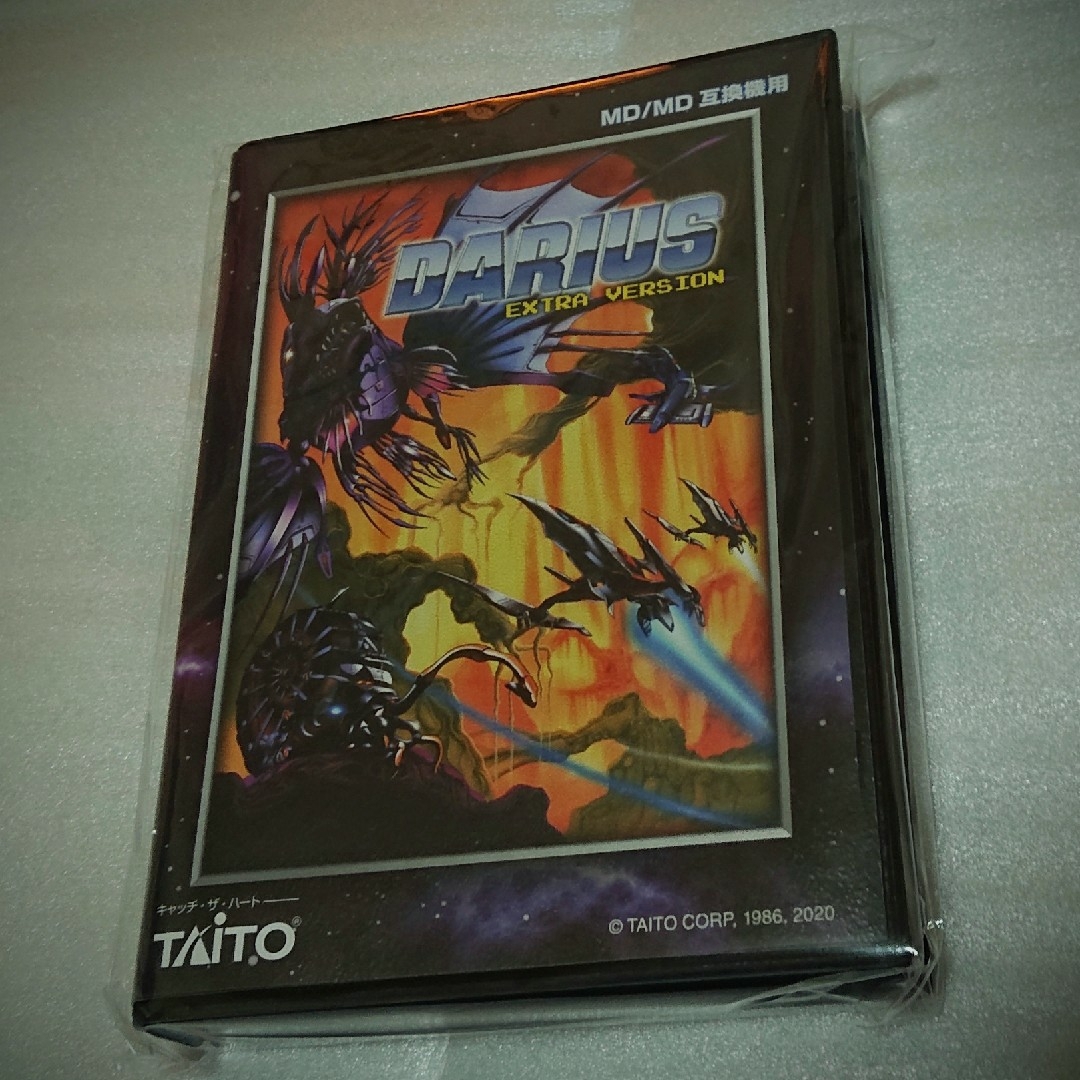 MD/MD 互換機用
DARIUS
EXTRA VERSION
キャッチ・ザ・ハート
TAITO®
© TAITO CORP, 1986, 2020